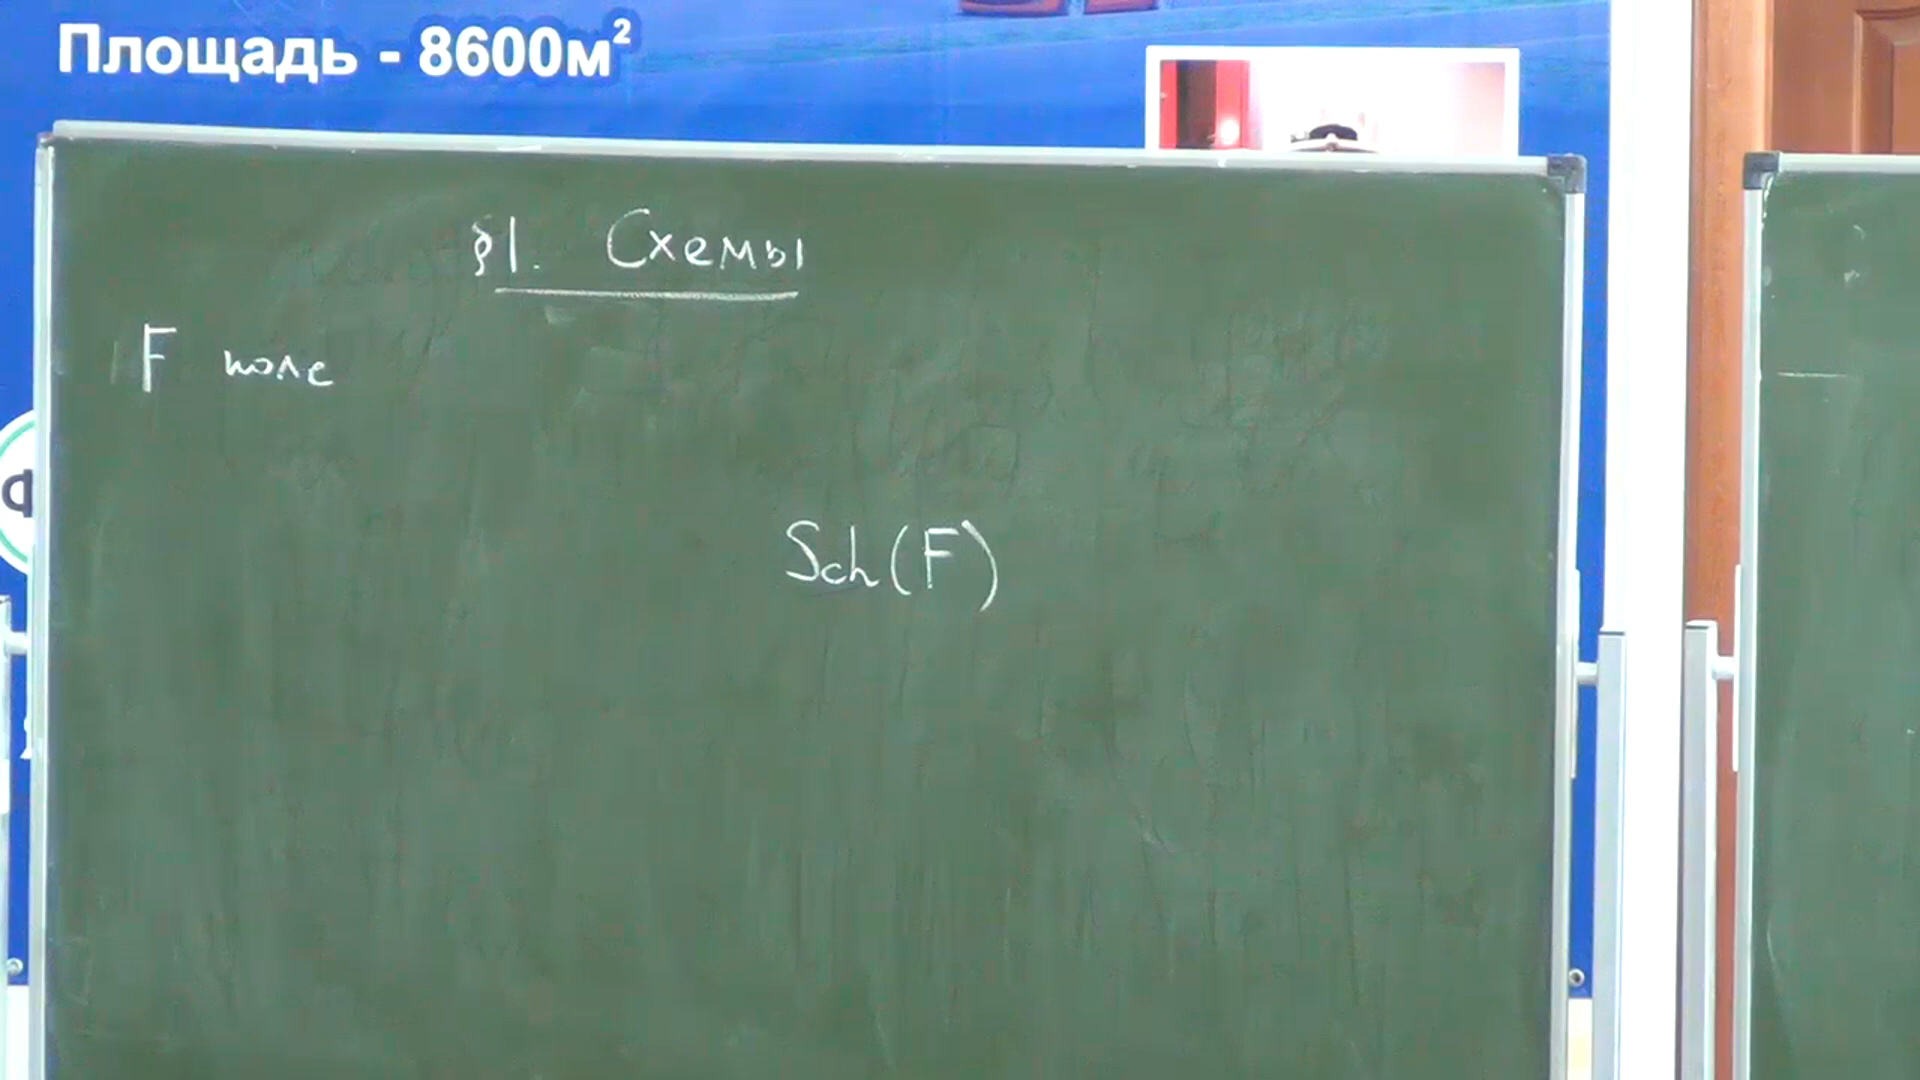 Площадь - 8600м²
§1. Схемы
F поле
Sch(F)